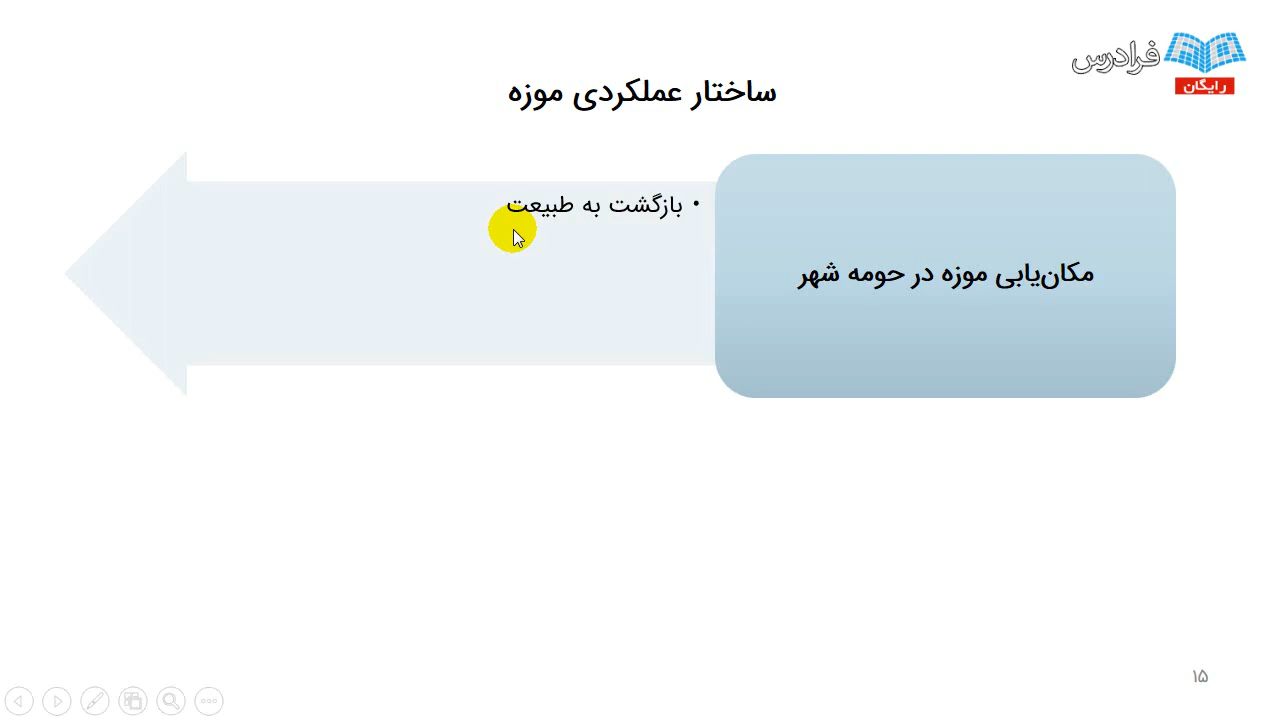 فرادرس
رایگان
ساختار عملکردی موزه
• بازگشت به طبیعت
مکان‌یابی موزه در حومه شهر
۱۵